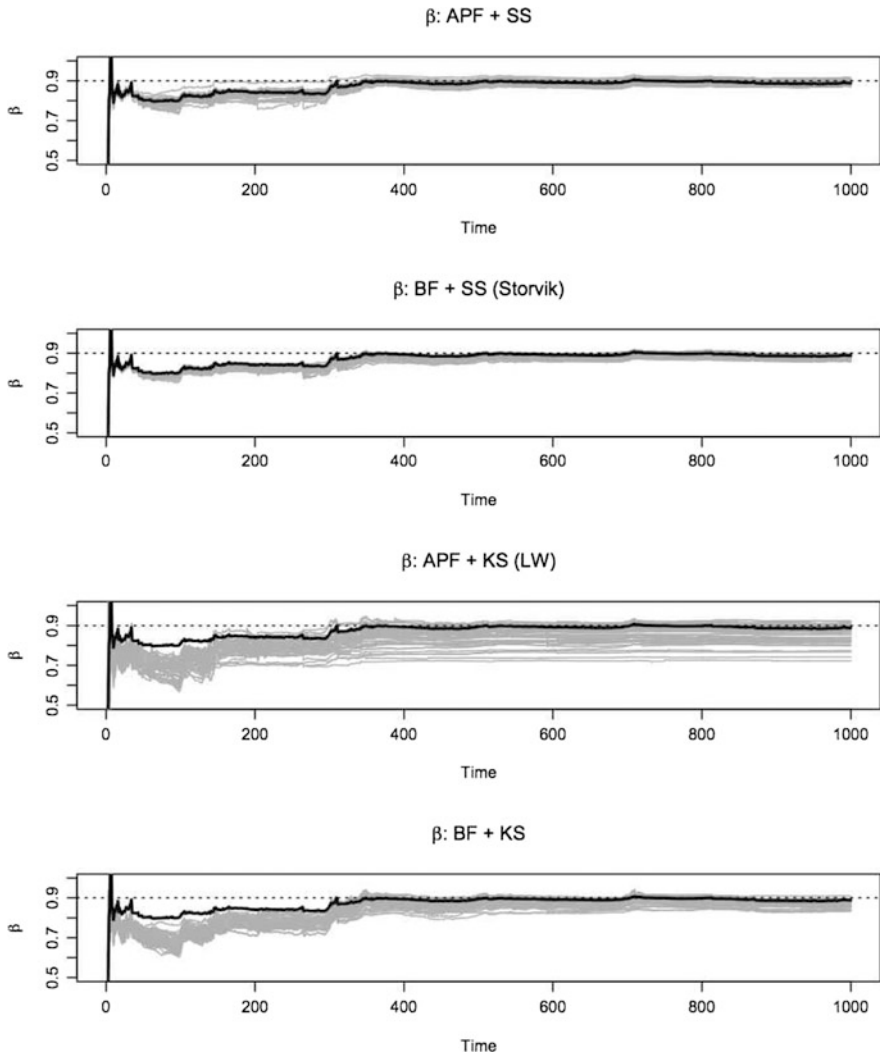 β: APF + SS
β
0.5 0.7 0.9
0 200 400 600 800 1000
Time
β: BF + SS (Storvik)
β
0.5 0.7 0.9
0 200 400 600 800 1000
Time
β: APF + KS (LW)
β
0.5 0.7 0.9
0 200 400 600 800 1000
Time
β: BF + KS
β
0.5 0.7 0.9
0 200 400 600 800 1000
Time